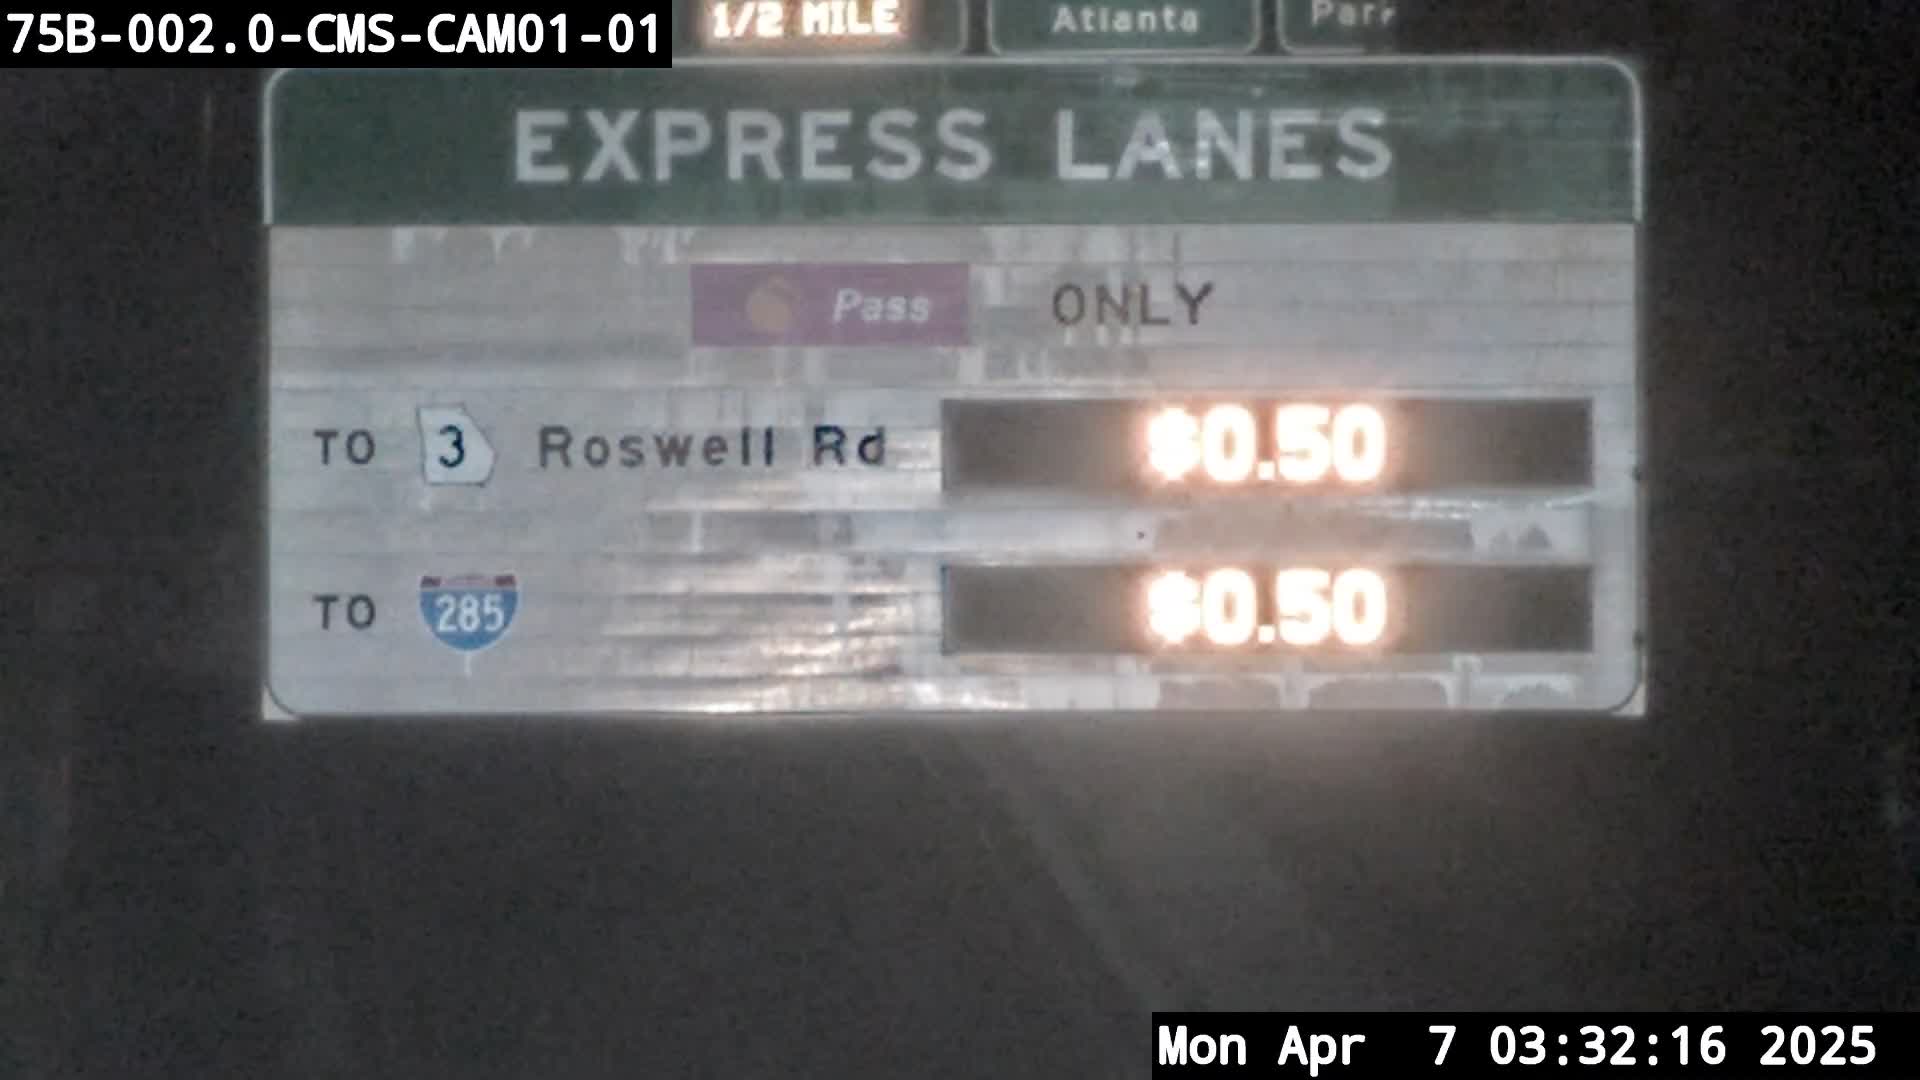 75B-002.0-CMS-CAM01-01
1/2 MILE
Atlanta
EXPRESS LANES
Pass ONLY
TO 3 Roswell Rd $0.50
TO 285 $0.50
Mon Apr 7 03:32:16 2025